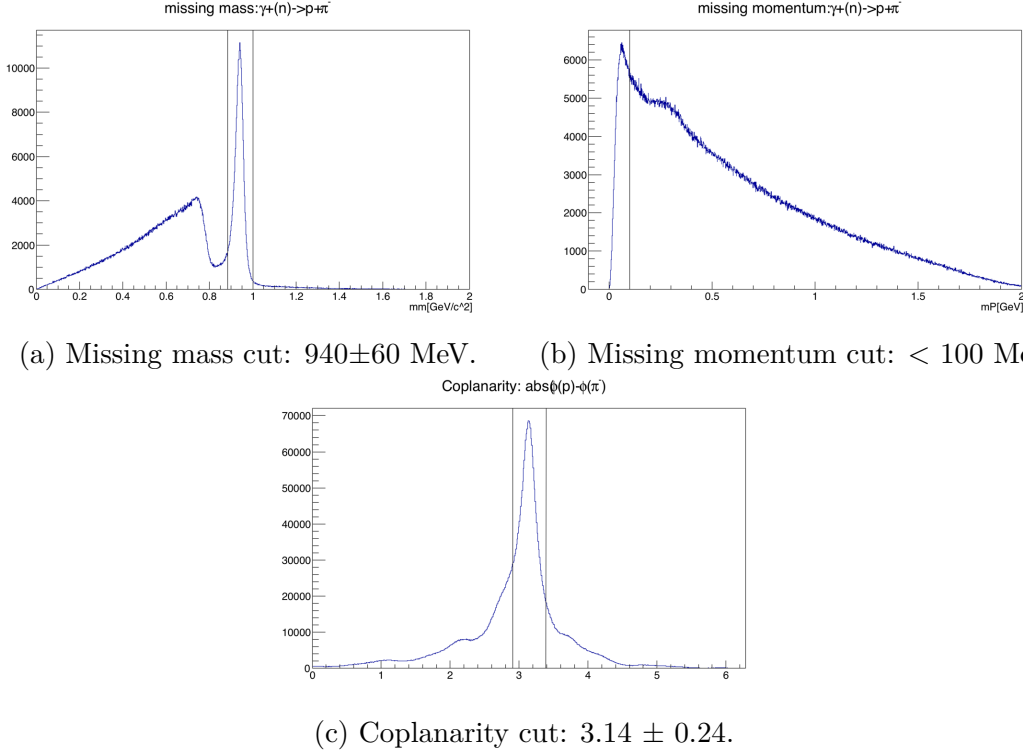 missing mass:γ+(n)->p+π⁻
10000
8000
6000
4000
2000
0
0 0.2 0.4 0.6 0.8 1 1.2 1.4 1.6 1.8 2
mm[GeV/c^2]
(a) Missing mass cut: 940±60 MeV.
missing momentum:γ+(n)->p+π⁻
6000
5000
4000
3000
2000
1000
0
0 0.5 1 1.5 2
mP[GeV]
(b) Missing momentum cut: < 100 Me
Coplanarity: absϕ(p)-ϕ(π⁻)
70000
60000
50000
40000
30000
20000
10000
0
0 1 2 3 4 5 6
(c) Coplanarity cut: 3.14 ± 0.24.